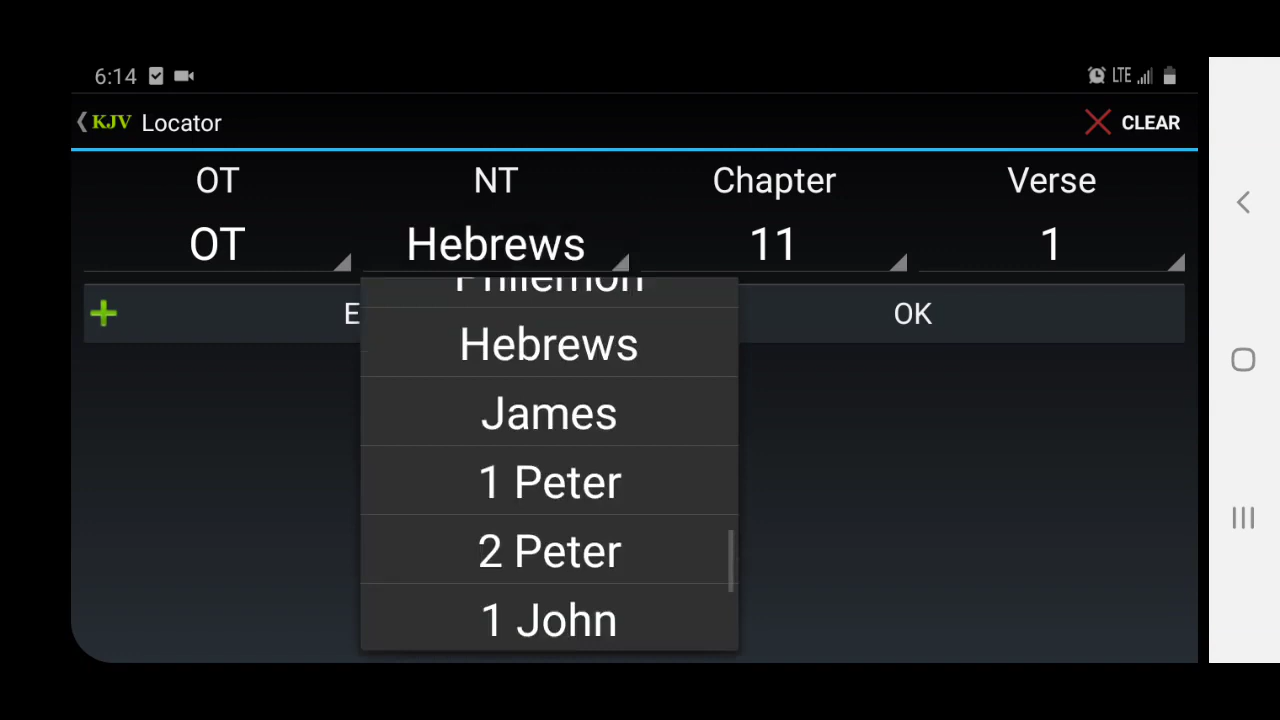 6:14 LTE
KJV Locator CLEAR
OT NT Chapter Verse
OT Hebrews 11 1
E OK
Philemon
Hebrews
James
1 Peter
2 Peter
1 John